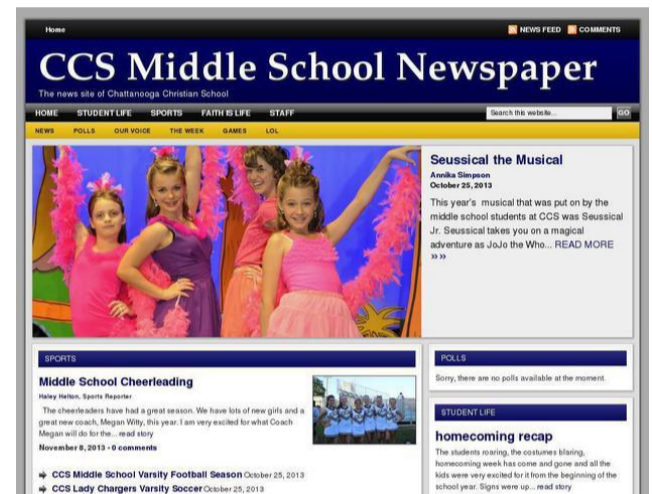 Home
NEWS FEED COMMENTS
CCS Middle School Newspaper
The news site of Chattanooga Christian School
HOME STUDENT LIFE SPORTS FAITH IS LIFE STAFF
Search this website... GO
NEWS POLLS OUR VOICE THE WEEK GAMES LOL
Seussical the Musical
Annika Simpson
October 25, 2013
This year's musical that was put on by the
middle school students at CCS was Seussical
Jr. Seussical takes you on a magical
adventure as JoJo the Who... READ MORE
»»
SPORTS
Middle School Cheerleading
Haley Helton, Sports Reporter
The cheerleaders have had a great season. We have lots of new girls and a
great new coach, Megan Witty, this year. I am very excited for what Coach
Megan will do for the... read story
November 8, 2013 • 0 comments
CCS Middle School Varsity Football Season October 25, 2013
CCS Lady Chargers Varsity Soccer October 25, 2013
POLLS
Sorry, there are no polls available at the moment.
STUDENT LIFE
homecoming recap
The students roaring, the costumes blaring,
homecoming week has come and gone and all the
kids were very excited for it from the beginning of the
school year. Signs were up... read story